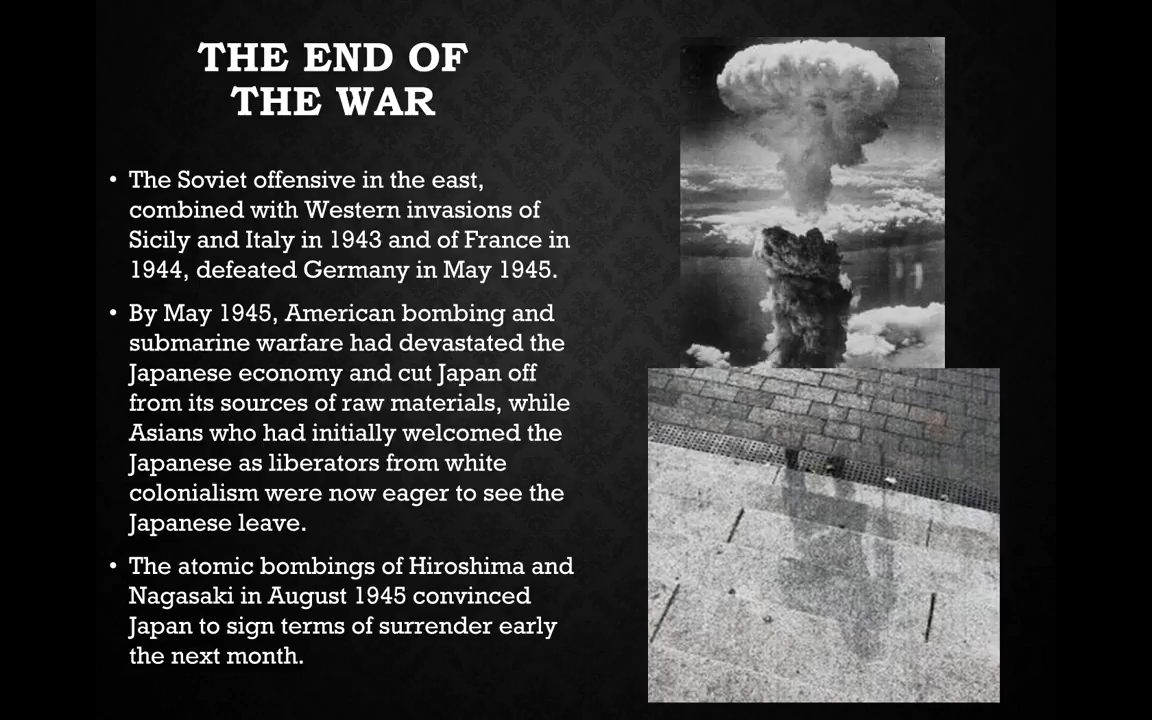 THE END OF
THE WAR
• The Soviet offensive in the east,
combined with Western invasions of
Sicily and Italy in 1943 and of France in
1944, defeated Germany in May 1945.
• By May 1945, American bombing and
submarine warfare had devastated the
Japanese economy and cut Japan off
from its sources of raw materials, while
Asians who had initially welcomed the
Japanese as liberators from white
colonialism were now eager to see the
Japanese leave.
• The atomic bombings of Hiroshima and
Nagasaki in August 1945 convinced
Japan to sign terms of surrender early
the next month.